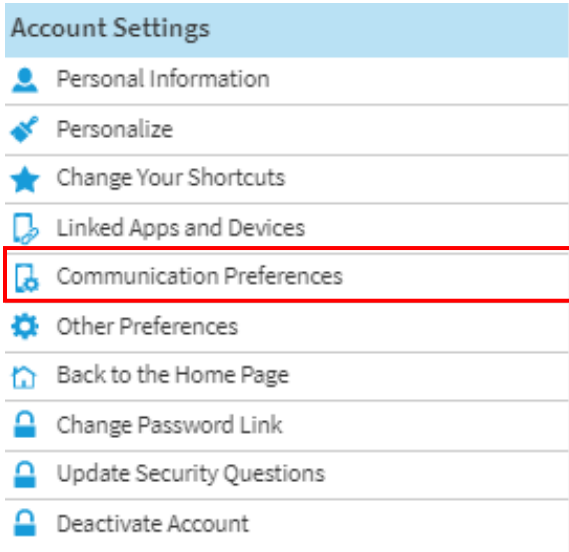 Account Settings
Personal Information
Personalize
Change Your Shortcuts
Linked Apps and Devices
Communication Preferences
Other Preferences
Back to the Home Page
Change Password Link
Update Security Questions
Deactivate Account